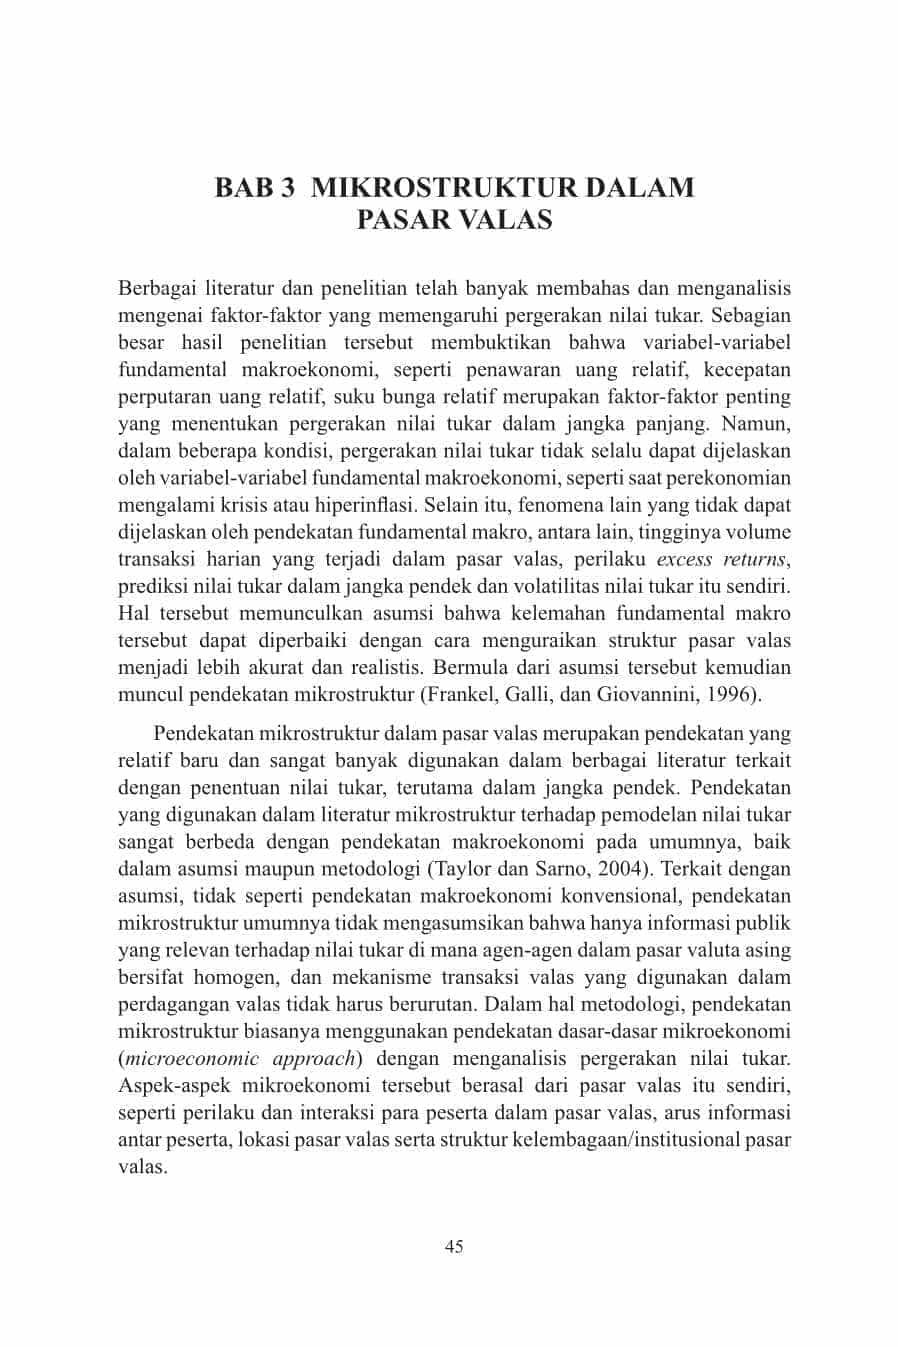 BAB 3 MIKROSTRUKTUR DALAM
PASAR VALAS
Berbagai literatur dan penelitian telah banyak membahas dan menganalisis
mengenai faktor-faktor yang memengaruhi pergerakan nilai tukar. Sebagian
besar hasil penelitian tersebut membuktikan bahwa variabel-variabel
fundamental makroekonomi, seperti penawaran uang relatif, kecepatan
perputaran uang relatif, suku bunga relatif merupakan faktor-faktor penting
yang menentukan pergerakan nilai tukar dalam jangka panjang. Namun,
dalam beberapa kondisi, pergerakan nilai tukar tidak selalu dapat dijelaskan
oleh variabel-variabel fundamental makroekonomi, seperti saat perekonomian
mengalami krisis atau hiperinflasi. Selain itu, fenomena lain yang tidak dapat
dijelaskan oleh pendekatan fundamental makro, antara lain, tingginya volume
transaksi harian yang terjadi dalam pasar valas, perilaku excess returns,
prediksi nilai tukar dalam jangka pendek dan volatilitas nilai tukar itu sendiri.
Hal tersebut memunculkan asumsi bahwa kelemahan fundamental makro
tersebut dapat diperbaiki dengan cara menguraikan struktur pasar valas
menjadi lebih akurat dan realistis. Bermula dari asumsi tersebut kemudian
muncul pendekatan mikrostruktur (Frankel, Galli, dan Giovannini, 1996).
Pendekatan mikrostruktur dalam pasar valas merupakan pendekatan yang
relatif baru dan sangat banyak digunakan dalam berbagai literatur terkait
dengan penentuan nilai tukar, terutama dalam jangka pendek. Pendekatan
yang digunakan dalam literatur mikrostruktur terhadap pemodelan nilai tukar
sangat berbeda dengan pendekatan makroekonomi pada umumnya, baik
dalam asumsi maupun metodologi (Taylor dan Sarno, 2004). Terkait dengan
asumsi, tidak seperti pendekatan makroekonomi konvensional, pendekatan
mikrostruktur umumnya tidak mengasumsikan bahwa hanya informasi publik
yang relevan terhadap nilai tukar di mana agen-agen dalam pasar valuta asing
bersifat homogen, dan mekanisme transaksi valas yang digunakan dalam
perdagangan valas tidak harus berurutan. Dalam hal metodologi, pendekatan
mikrostruktur biasanya menggunakan pendekatan dasar-dasar mikroekonomi
(microeconomic approach) dengan menganalisis pergerakan nilai tukar.
Aspek-aspek mikroekonomi tersebut berasal dari pasar valas itu sendiri,
seperti perilaku dan interaksi para peserta dalam pasar valas, arus informasi
antar peserta, lokasi pasar valas serta struktur kelembagaan/institusional pasar
valas.
45